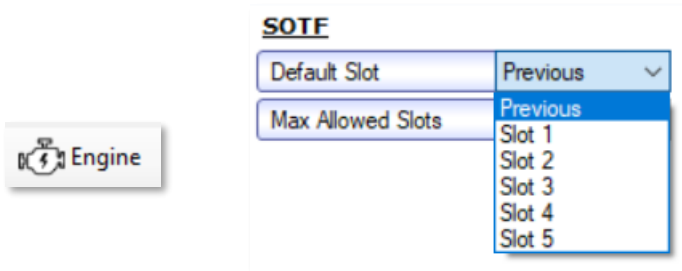 SOTF
Default Slot Previous
Max Allowed Slots
Previous
Slot 1
Slot 2
Slot 3
Slot 4
Slot 5
Engine